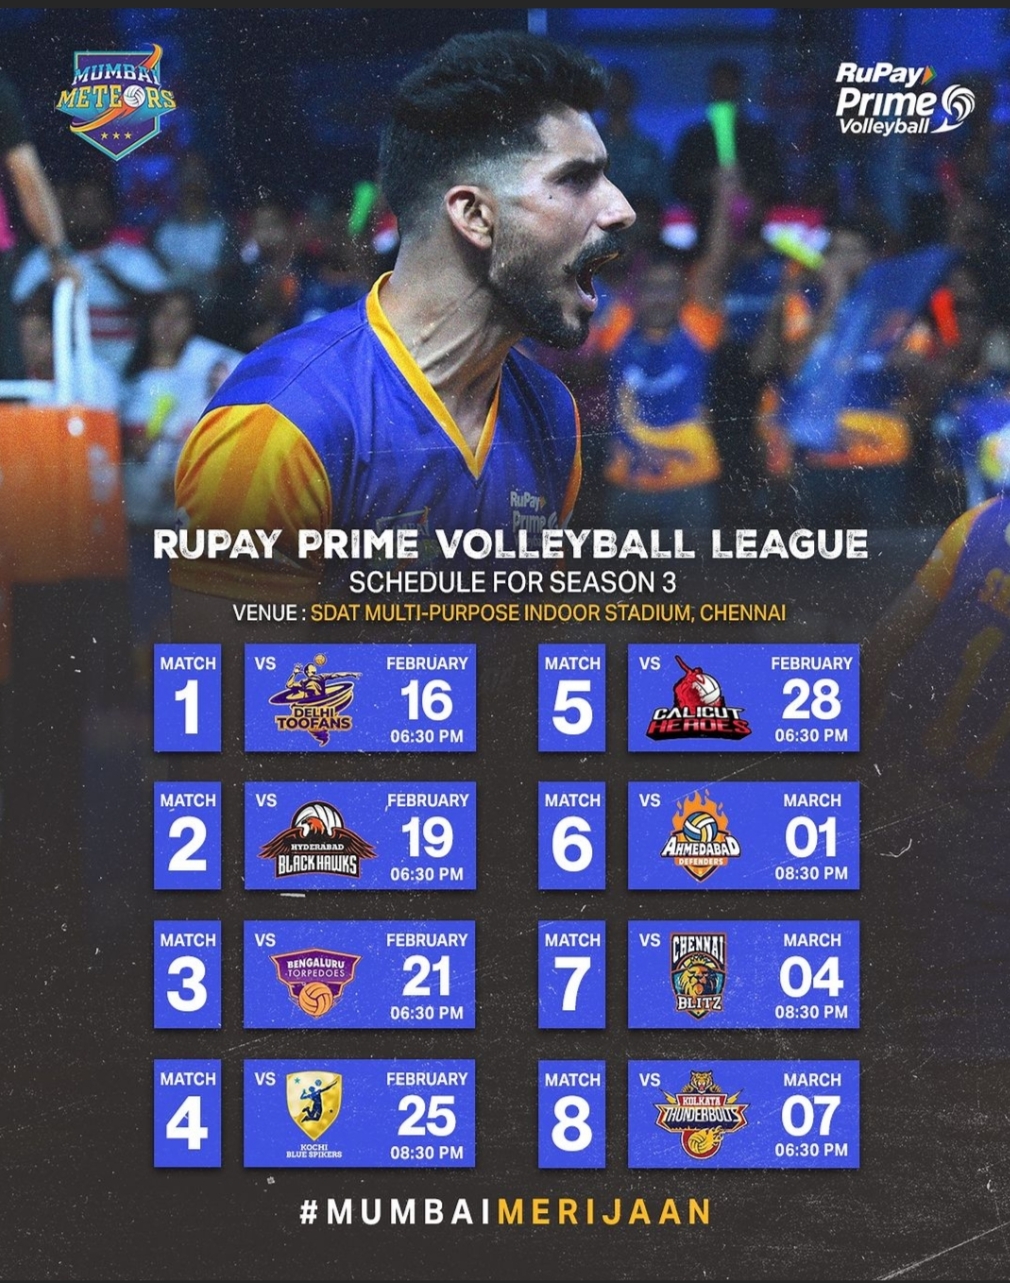 MUMBAI
METEORS
RuPay
Prime
Volleyball
RuPay
Prime
RUPAY PRIME VOLLEYBALL LEAGUE
SCHEDULE FOR SEASON 3
VENUE : SDAT MULTI-PURPOSE INDOOR STADIUM, CHENNAI
MATCH
1
VS
DELHI
TOOFANS
FEBRUARY
16
06:30 PM
MATCH
5
VS
CALICUT
HEROES
FEBRUARY
28
06:30 PM
MATCH
2
VS
HYDERABAD
BLACK HAWKS
FEBRUARY
19
06:30 PM
MATCH
6
VS
AHMEDABAD
DEFENDERS
MARCH
01
08:30 PM
MATCH
3
VS
BENGALURU
TORPEDOES
FEBRUARY
21
06:30 PM
MATCH
7
VS
CHENNAI
BLITZ
MARCH
04
08:30 PM
MATCH
4
VS
KOCHI
BLUE SPIKERS
FEBRUARY
25
08:30 PM
MATCH
8
VS
KOLKATA
THUNDERBOLTS
MARCH
07
06:30 PM
#MUMBAIMERIJAAN